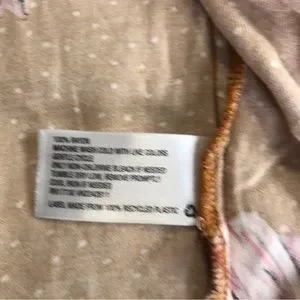 100% RAYON
MACHINE WASH COLD WITH LIKE COLORS
GENTLE CYCLE
ONLY NON-CHLORINE BLEACH IF NEEDED
TUMBLE DRY LOW, REMOVE PROMPTLY
COOL IRON IF NEEDED
LABEL MADE FROM 100% RECYCLED PLASTIC